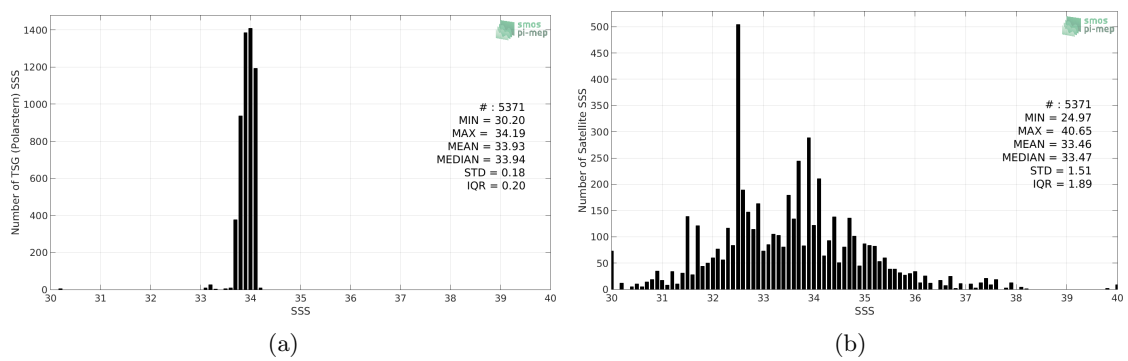 smos
pi-mep
Number of TSG (Polarstern) SSS
1400
1200
1000
800
600
400
200
0
# : 5371
MIN = 30.20
MAX = 34.19
MEAN = 33.93
MEDIAN = 33.94
STD = 0.18
IQR = 0.20
30 31 32 33 34 35 36 37 38 39 40
SSS
(a)
smos
pi-mep
Number of Satellite SSS
500
450
400
350
300
250
200
150
100
50
0
# : 5371
MIN = 24.97
MAX = 40.65
MEAN = 33.46
MEDIAN = 33.47
STD = 1.51
IQR = 1.89
30 31 32 33 34 35 36 37 38 39 40
SSS
(b)